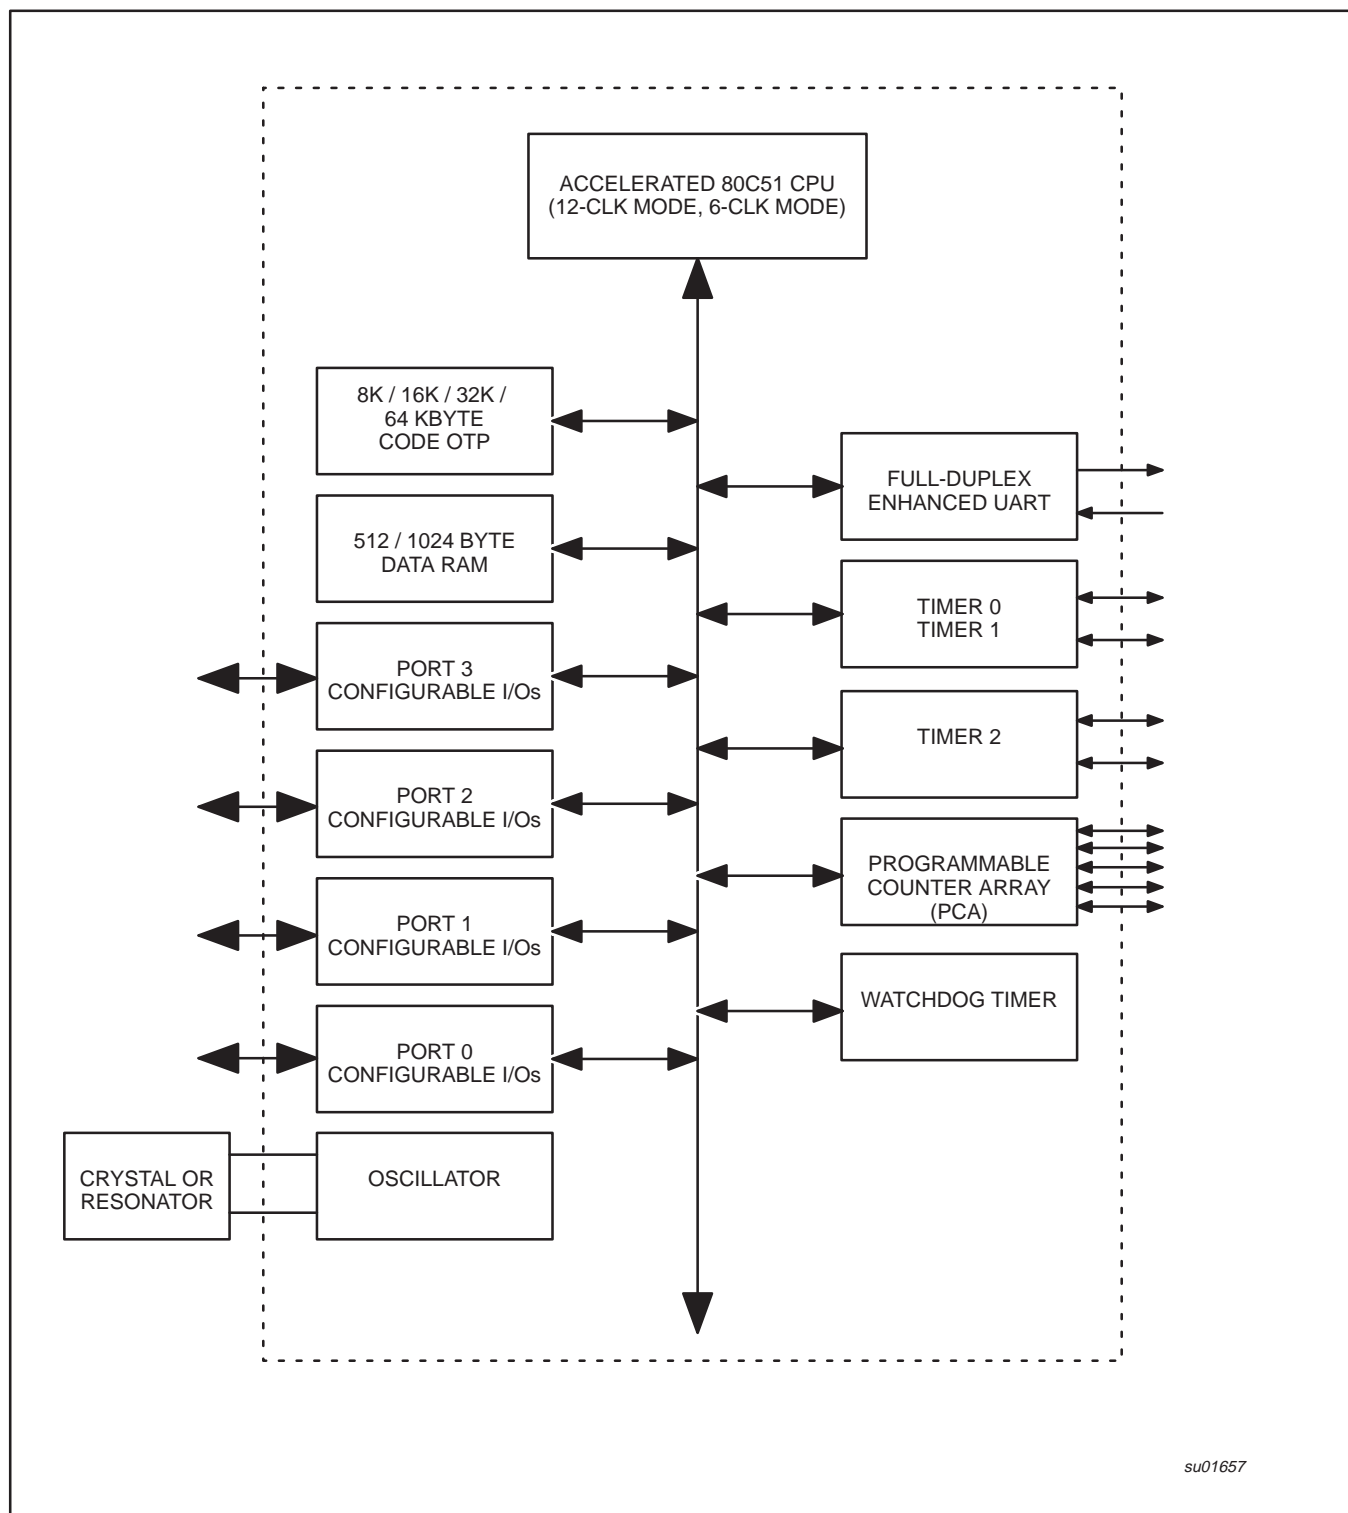 ACCELERATED 80C51 CPU
(12-CLK MODE, 6-CLK MODE)
8K / 16K / 32K /
64 KBYTE
CODE OTP
512 / 1024 BYTE
DATA RAM
PORT 3
CONFIGURABLE I/Os
PORT 2
CONFIGURABLE I/Os
PORT 1
CONFIGURABLE I/Os
PORT 0
CONFIGURABLE I/Os
CRYSTAL OR
RESONATOR
OSCILLATOR
FULL-DUPLEX
ENHANCED UART
TIMER 0
TIMER 1
TIMER 2
PROGRAMMABLE
COUNTER ARRAY
(PCA)
WATCHDOG TIMER
su01657